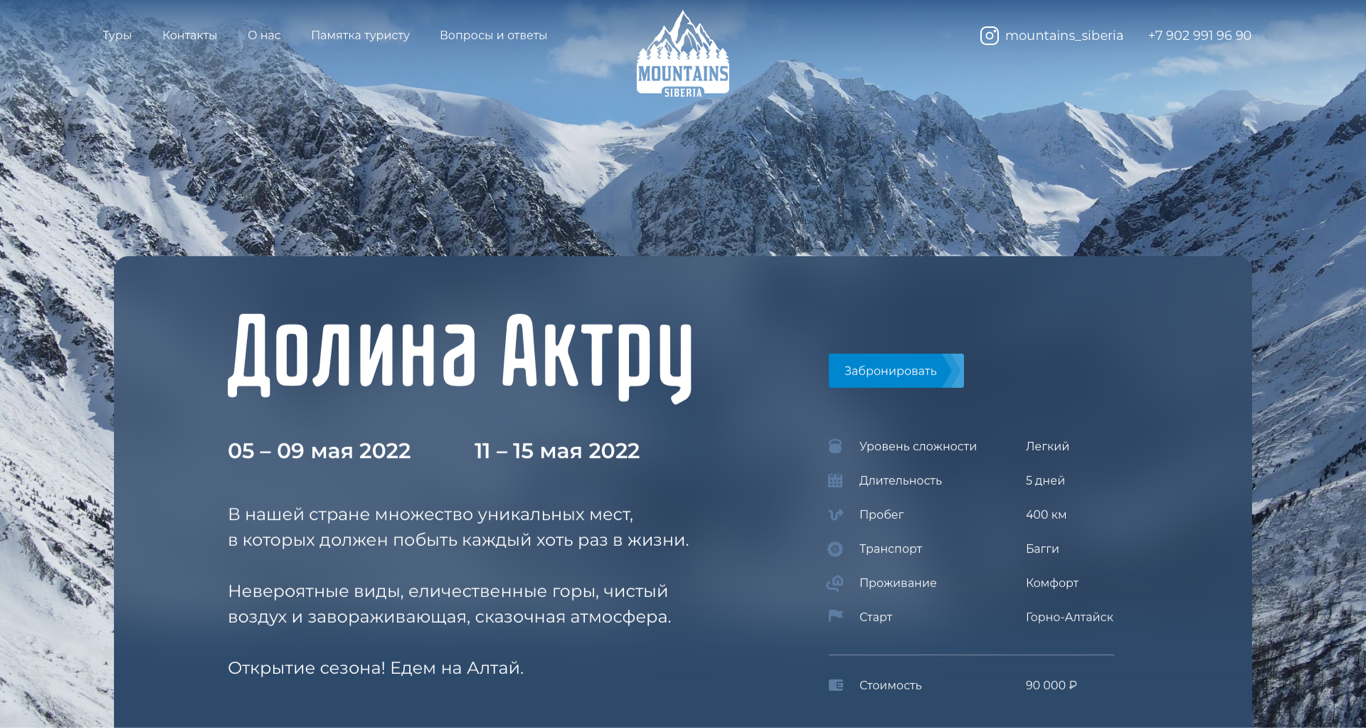 Туры
Контакты
О нас
Памятка туристу
Вопросы и ответы
MOUNTAINS
SIBERIA
mountains_siberia
+7 902 991 96 90
Долина Актру
05 – 09 мая 2022
11 – 15 мая 2022
В нашей стране множество уникальных мест,
в которых должен побыть каждый хоть раз в жизни.
Невероятные виды, еличественные горы, чистый
воздух и завораживающая, сказочная атмосфера.
Открытие сезона! Едем на Алтай.
Забронировать
Уровень сложности Легкий
Длительность 5 дней
Пробег 400 км
Транспорт Багги
Проживание Комфорт
Старт Горно-Алтайск
Стоимость 90 000 ₽